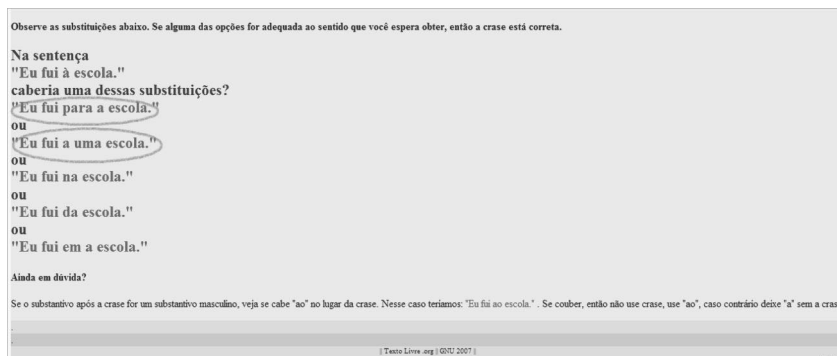 Observe as substituições abaixo. Se alguma das opções for adequada ao sentido que você espera obter, então a crase está correta.
Na sentença
"Eu fui à escola."
caberia uma dessas substituições?
"Eu fui para a escola."
ou
"Eu fui a uma escola."
ou
"Eu fui na escola."
ou
"Eu fui da escola."
ou
"Eu fui em a escola."
Ainda em dúvida?
Se o substantivo após a crase for um substantivo masculino, veja se cabe "ao" no lugar da crase. Nesse caso teríamos: "Eu fui ao escola." . Se couber, então não use crase, use "ao", caso contrário deixe "a" sem a cras
.
.
| Texto Livre .org | GNU 2007 |